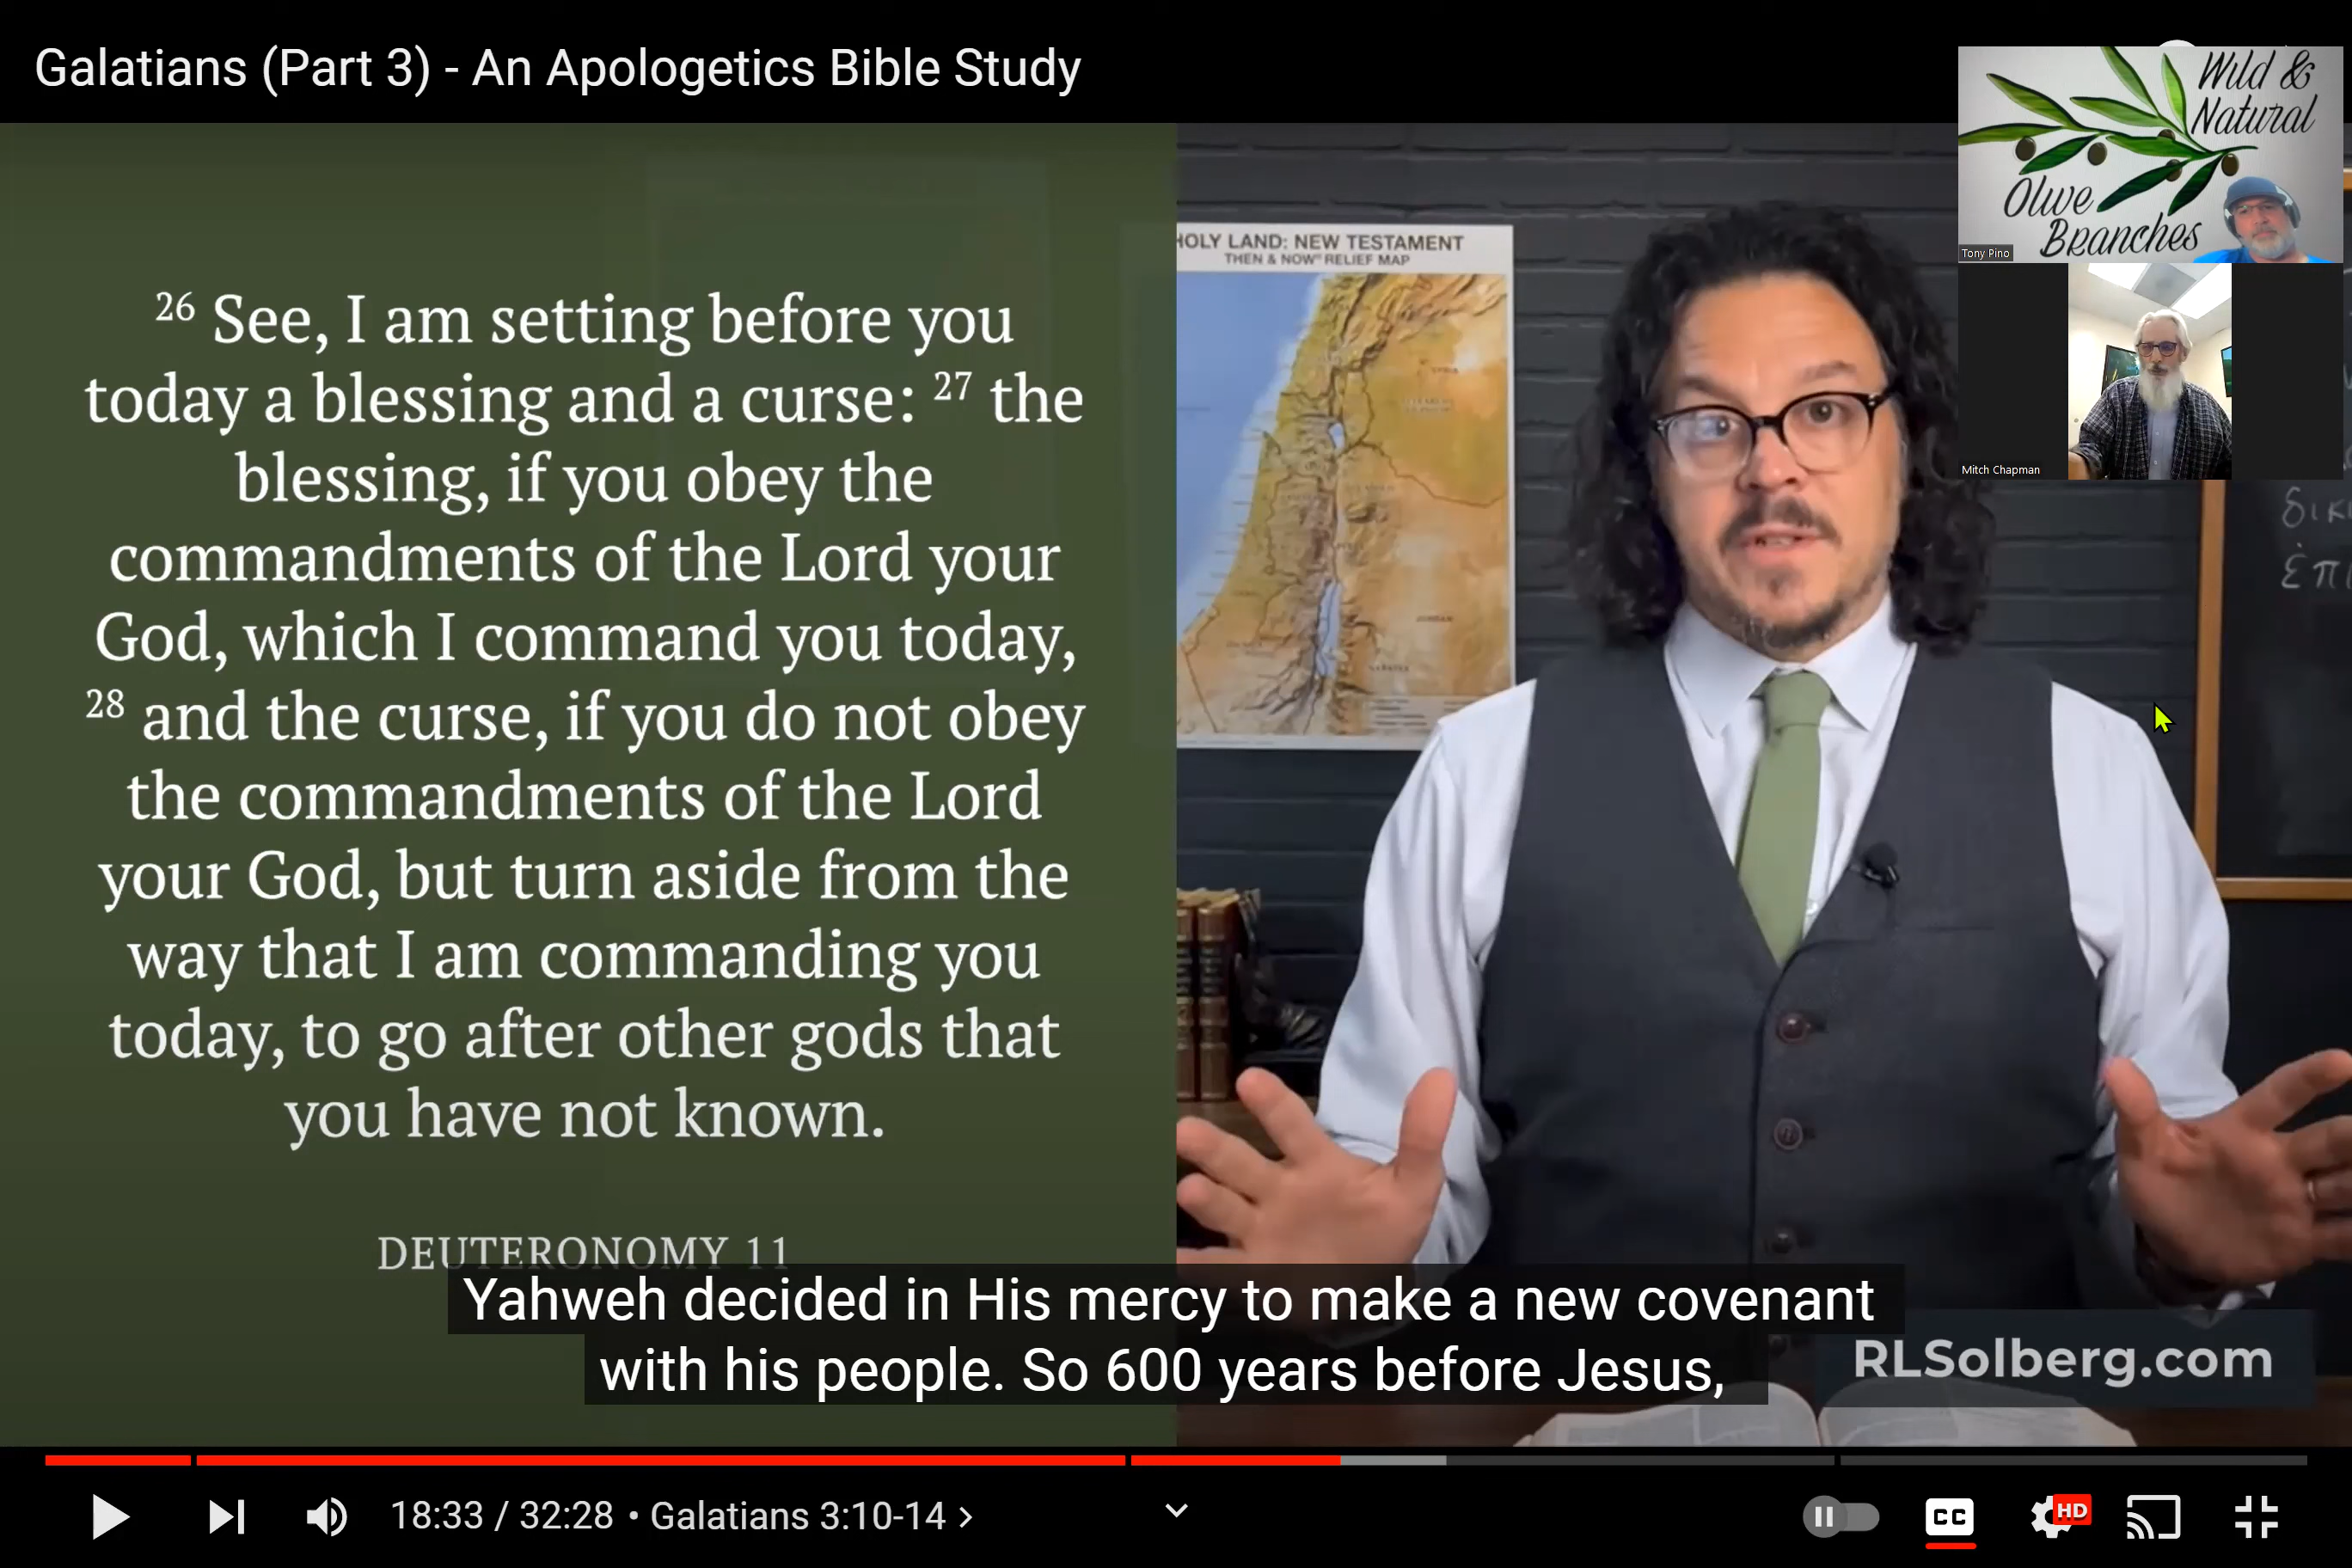 Galatians (Part 3) - An Apologetics Bible Study
Wild &
Natural
Olive
Branches
Tony Pino
Mitch Chapman
HOLY LAND: NEW TESTAMENT
THEN & NOW® RELIEF MAP
26 See, I am setting before you
today a blessing and a curse: 27 the
blessing, if you obey the
commandments of the Lord your
God, which I command you today,
28 and the curse, if you do not obey
the commandments of the Lord
your God, but turn aside from the
way that I am commanding you
today, to go after other gods that
you have not known.
DEUTERONOMY 11
Yahweh decided in His mercy to make a new covenant
with his people. So 600 years before Jesus,
RLSolberg.com
18:33 / 32:28 • Galatians 3:10-14 ›
CC
HD